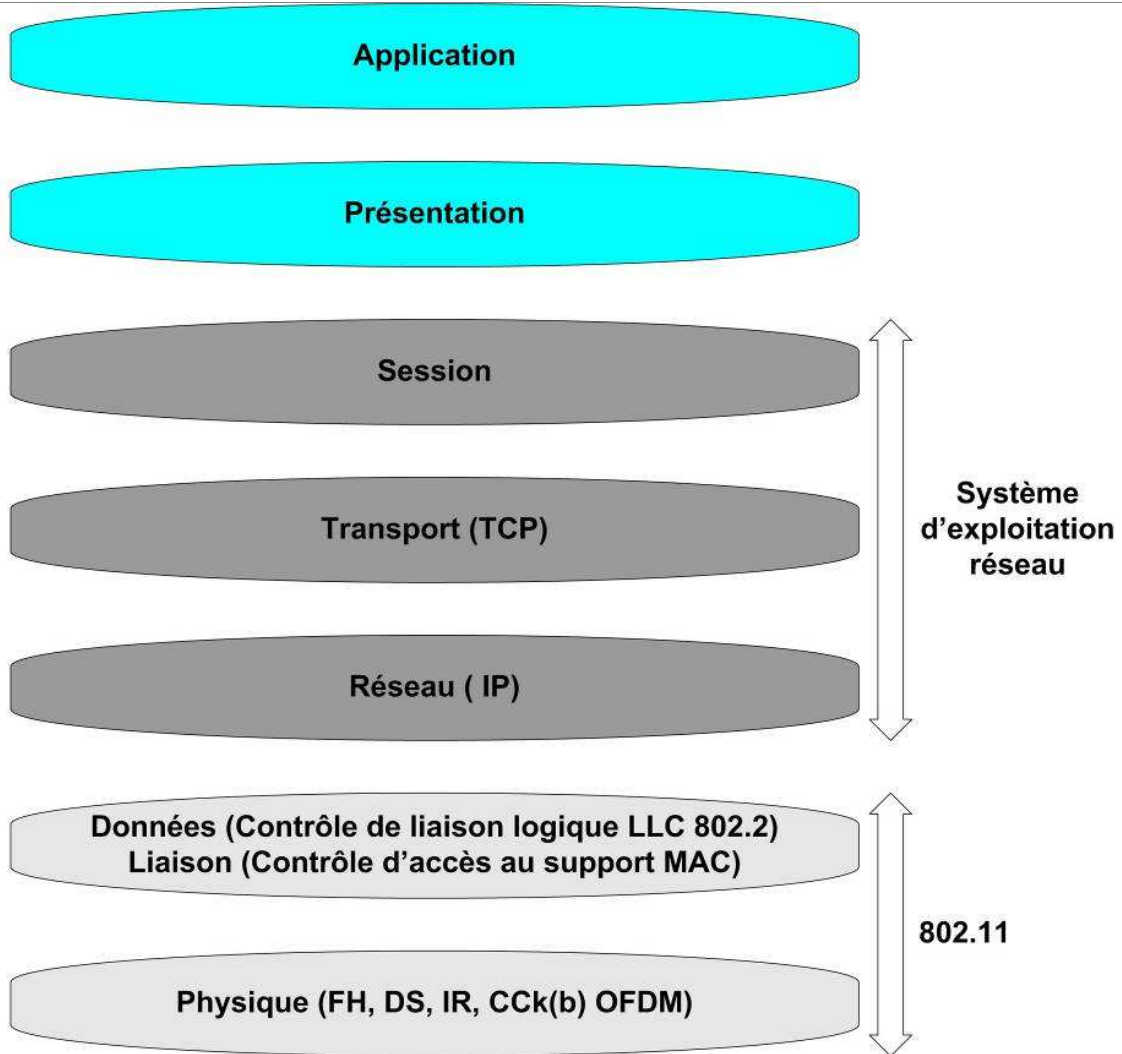 Application
Présentation
Session
Transport (TCP)
Système
d'exploitation
réseau
Réseau ( IP)
Données (Contrôle de liaison logique LLC 802.2)
Liaison (Contrôle d'accès au support MAC)
802.11
Physique (FH, DS, IR, CCk(b) OFDM)